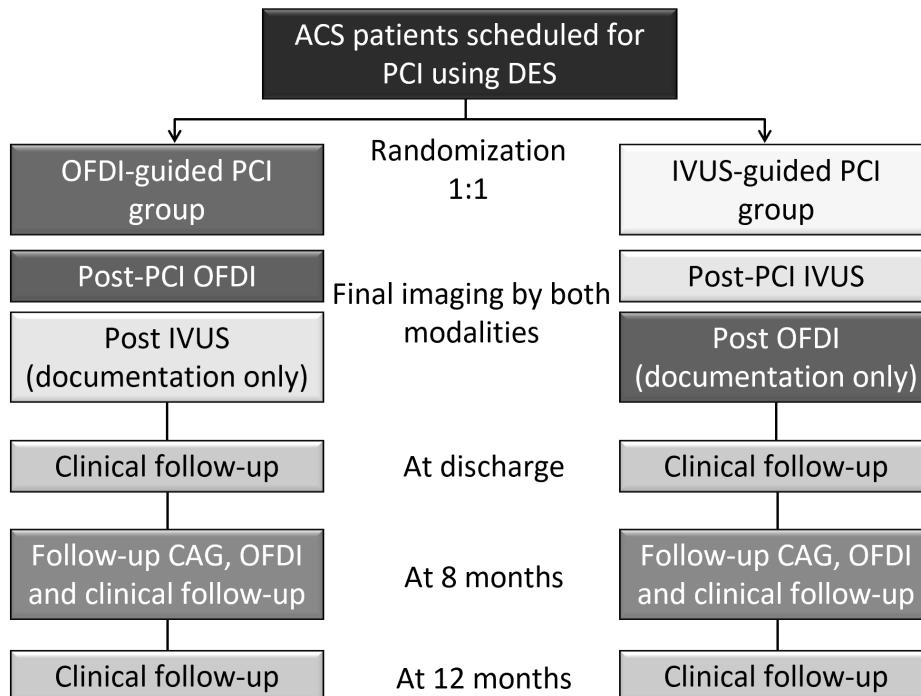 ACS patients scheduled for
PCI using DES
OFDI-guided PCI
group
Randomization
1:1
IVUS-guided PCI
group
Post-PCI OFDI
Final imaging by both
modalities
Post-PCI IVUS
Post IVUS
(documentation only)
Post OFDI
(documentation only)
Clinical follow-up
At discharge
Clinical follow-up
Follow-up CAG, OFDI
and clinical follow-up
At 8 months
Follow-up CAG, OFDI
and clinical follow-up
Clinical follow-up
At 12 months
Clinical follow-up